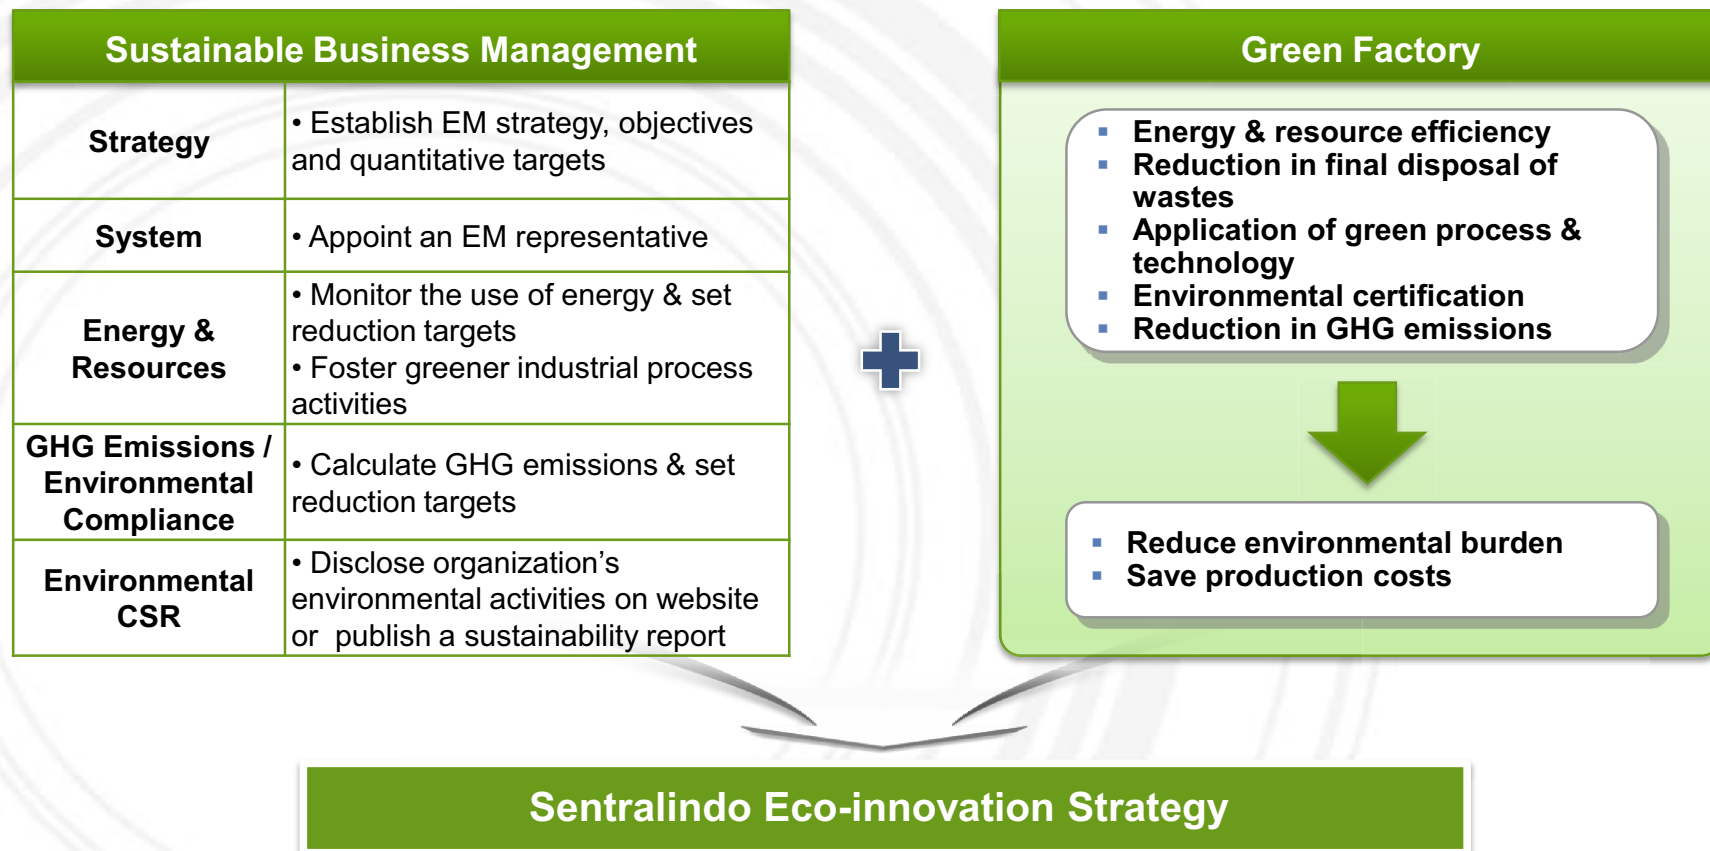 Sustainable Business Management
Strategy
• Establish EM strategy, objectives
and quantitative targets
System
• Appoint an EM representative
Energy &
Resources
• Monitor the use of energy & set
reduction targets
• Foster greener industrial process
activities
GHG Emissions /
Environmental
Compliance
• Calculate GHG emissions & set
reduction targets
Environmental
CSR
• Disclose organization’s
environmental activities on website
or  publish a sustainability report
Green Factory
▪ Energy & resource efficiency
▪ Reduction in final disposal of
wastes
▪ Application of green process &
technology
▪ Environmental certification
▪ Reduction in GHG emissions
▪ Reduce environmental burden
▪ Save production costs
Sentralindo Eco-innovation Strategy